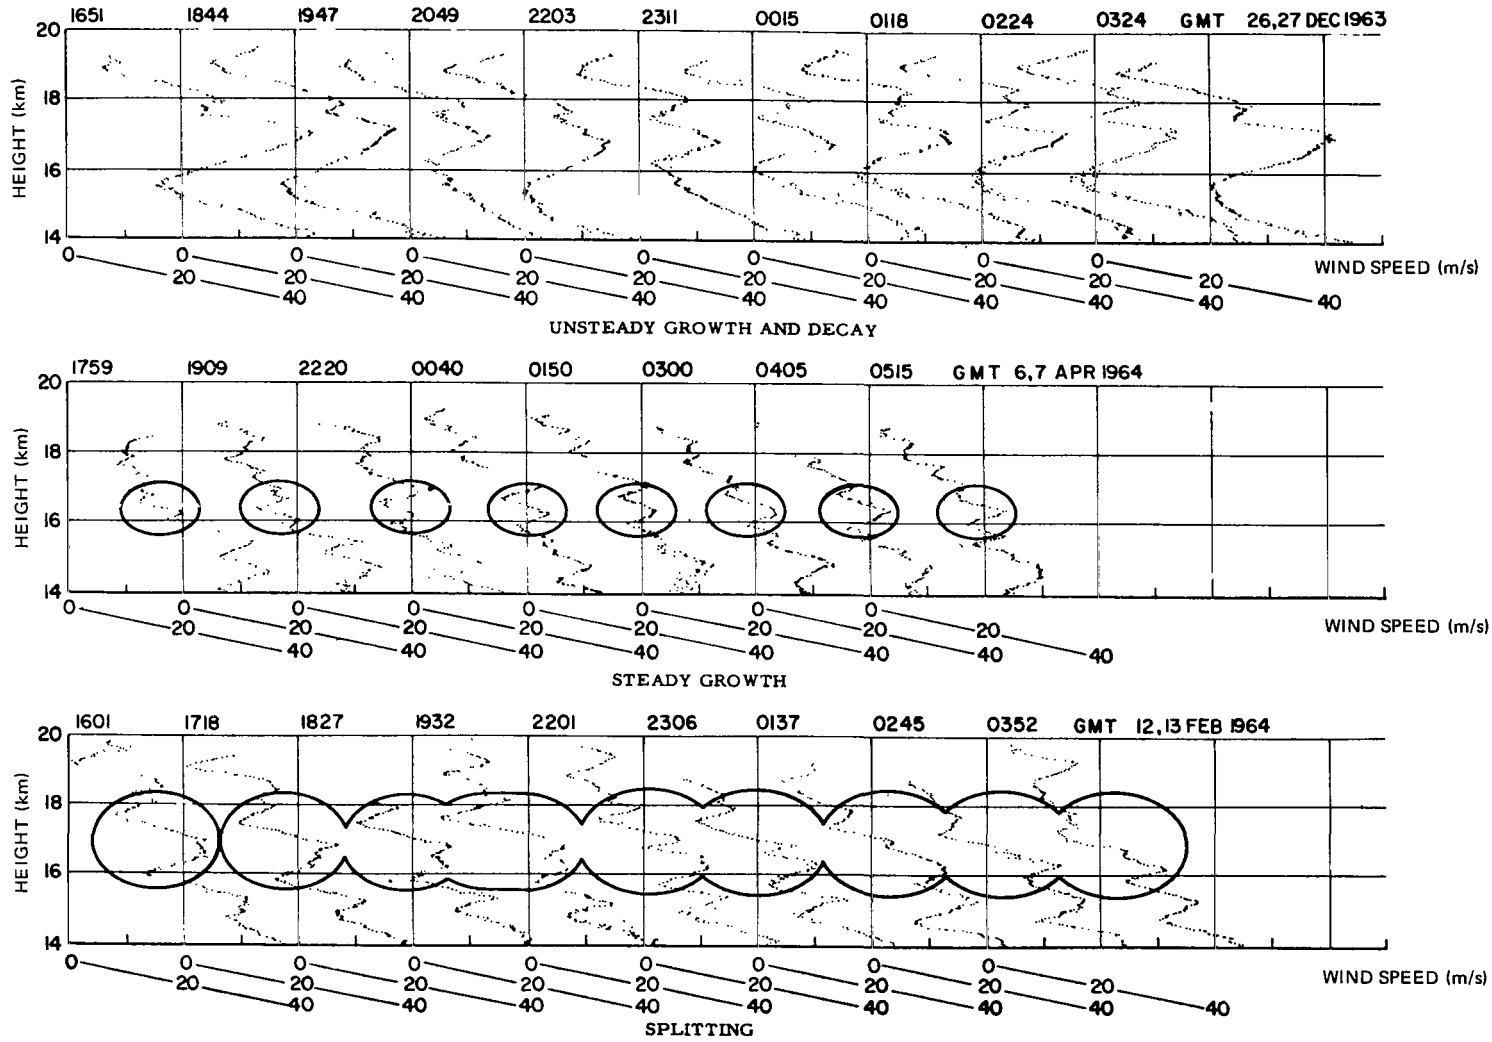 1651 1844 1947 2049 2203 2311 0015 0118 0224 0324 GMT 26,27 DEC 1963
20
18
16
14
HEIGHT (km)
0 0 0 0 0 0 0 0 0 0
20 20 20 20 20 20 20 20 20 20
40 40 40 40 40 40 40 40 40 40
WIND SPEED (m/s)
UNSTEADY GROWTH AND DECAY
1759 1909 2220 0040 0150 0300 0405 0515 GMT 6,7 APR 1964
20
18
16
14
HEIGHT (km)
0 0 0 0 0 0 0 0
20 20 20 20 20 20 20 20
40 40 40 40 40 40 40 40
WIND SPEED (m/s)
STEADY GROWTH
1601 1718 1827 1932 2201 2306 0137 0245 0352 GMT 12,13 FEB 1964
20
18
16
14
HEIGHT (km)
0 0 0 0 0 0 0 0 0
20 20 20 20 20 20 20 20 20
40 40 40 40 40 40 40 40 40
WIND SPEED (m/s)
SPLITTING